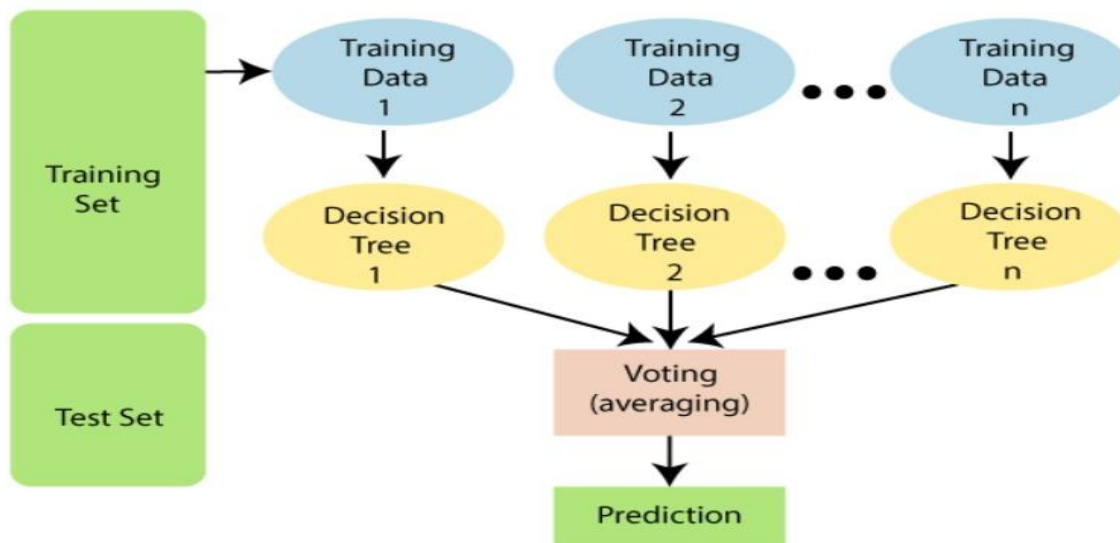 Training
Data
1
Training
Data
2
Training
Data
n
Training
Set
Decision
Tree
1
Decision
Tree
2
Decision
Tree
n
Test Set
Voting
(averaging)
Prediction